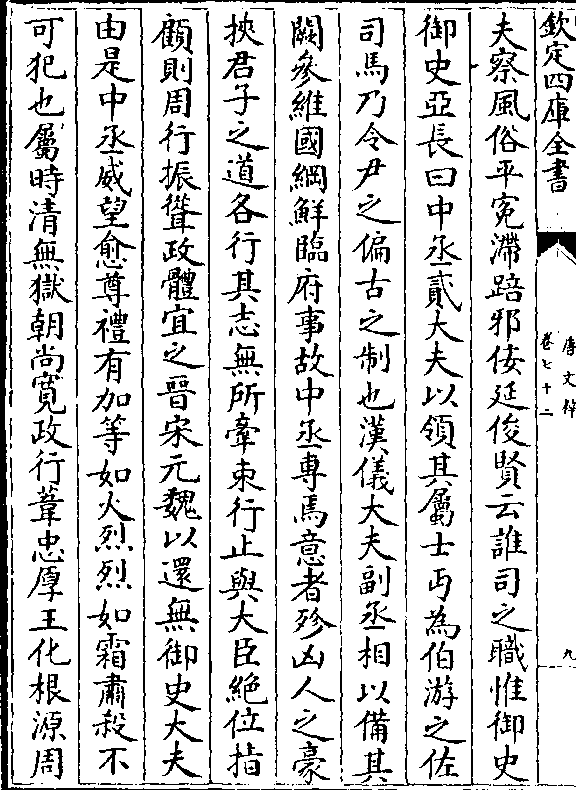 欽定四庫全書
唐文粹
卷七十二
九
夫察風俗平寃滯踣邪佞延俊賢云誰司之職惟御史
御史亞長曰中丞貳大夫以領其屬士丐為伯游之佐
司馬乃令尹之偏古之制也漢儀大夫副丞相以備其
闕參維國綱鮮臨府事故中丞專焉意者殄凶人之豪
挾君子之道各行其志無所牽束行止與大臣絶位指
顧則周行振聳政體宜之晉宋元魏以還無御史大夫
由是中丞威望愈尊禮有加等如火烈烈如霜肅殺不
可犯也屬時清無獄朝尚寛政行葦忠厚王化根源周